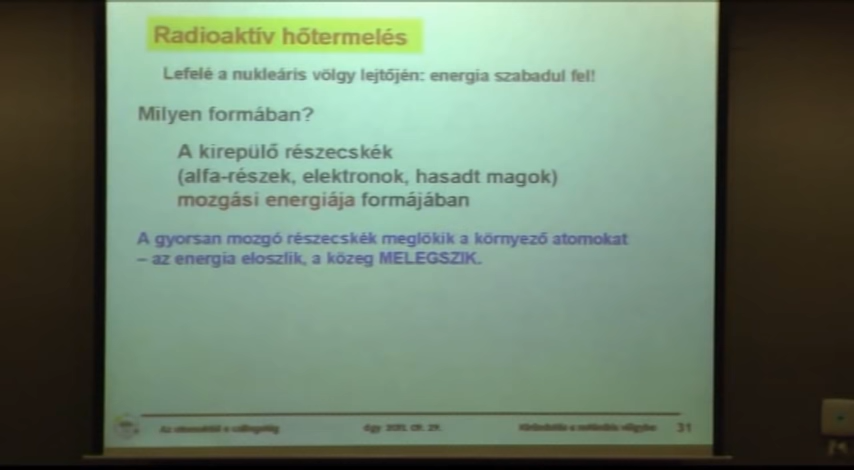 Radioaktív hőtermelés
Lefelé a nukleáris völgy lejtőjén: energia szabadul fel!
Milyen formában?
A kirepülő részecskék
(alfa-részek, elektronok, hasadt magok)
mozgási energiája formájában
A gyorsan mozgó részecskék meglökik a környező atomokat
– az energia eloszlik, a közeg MELEGSZIK.
31